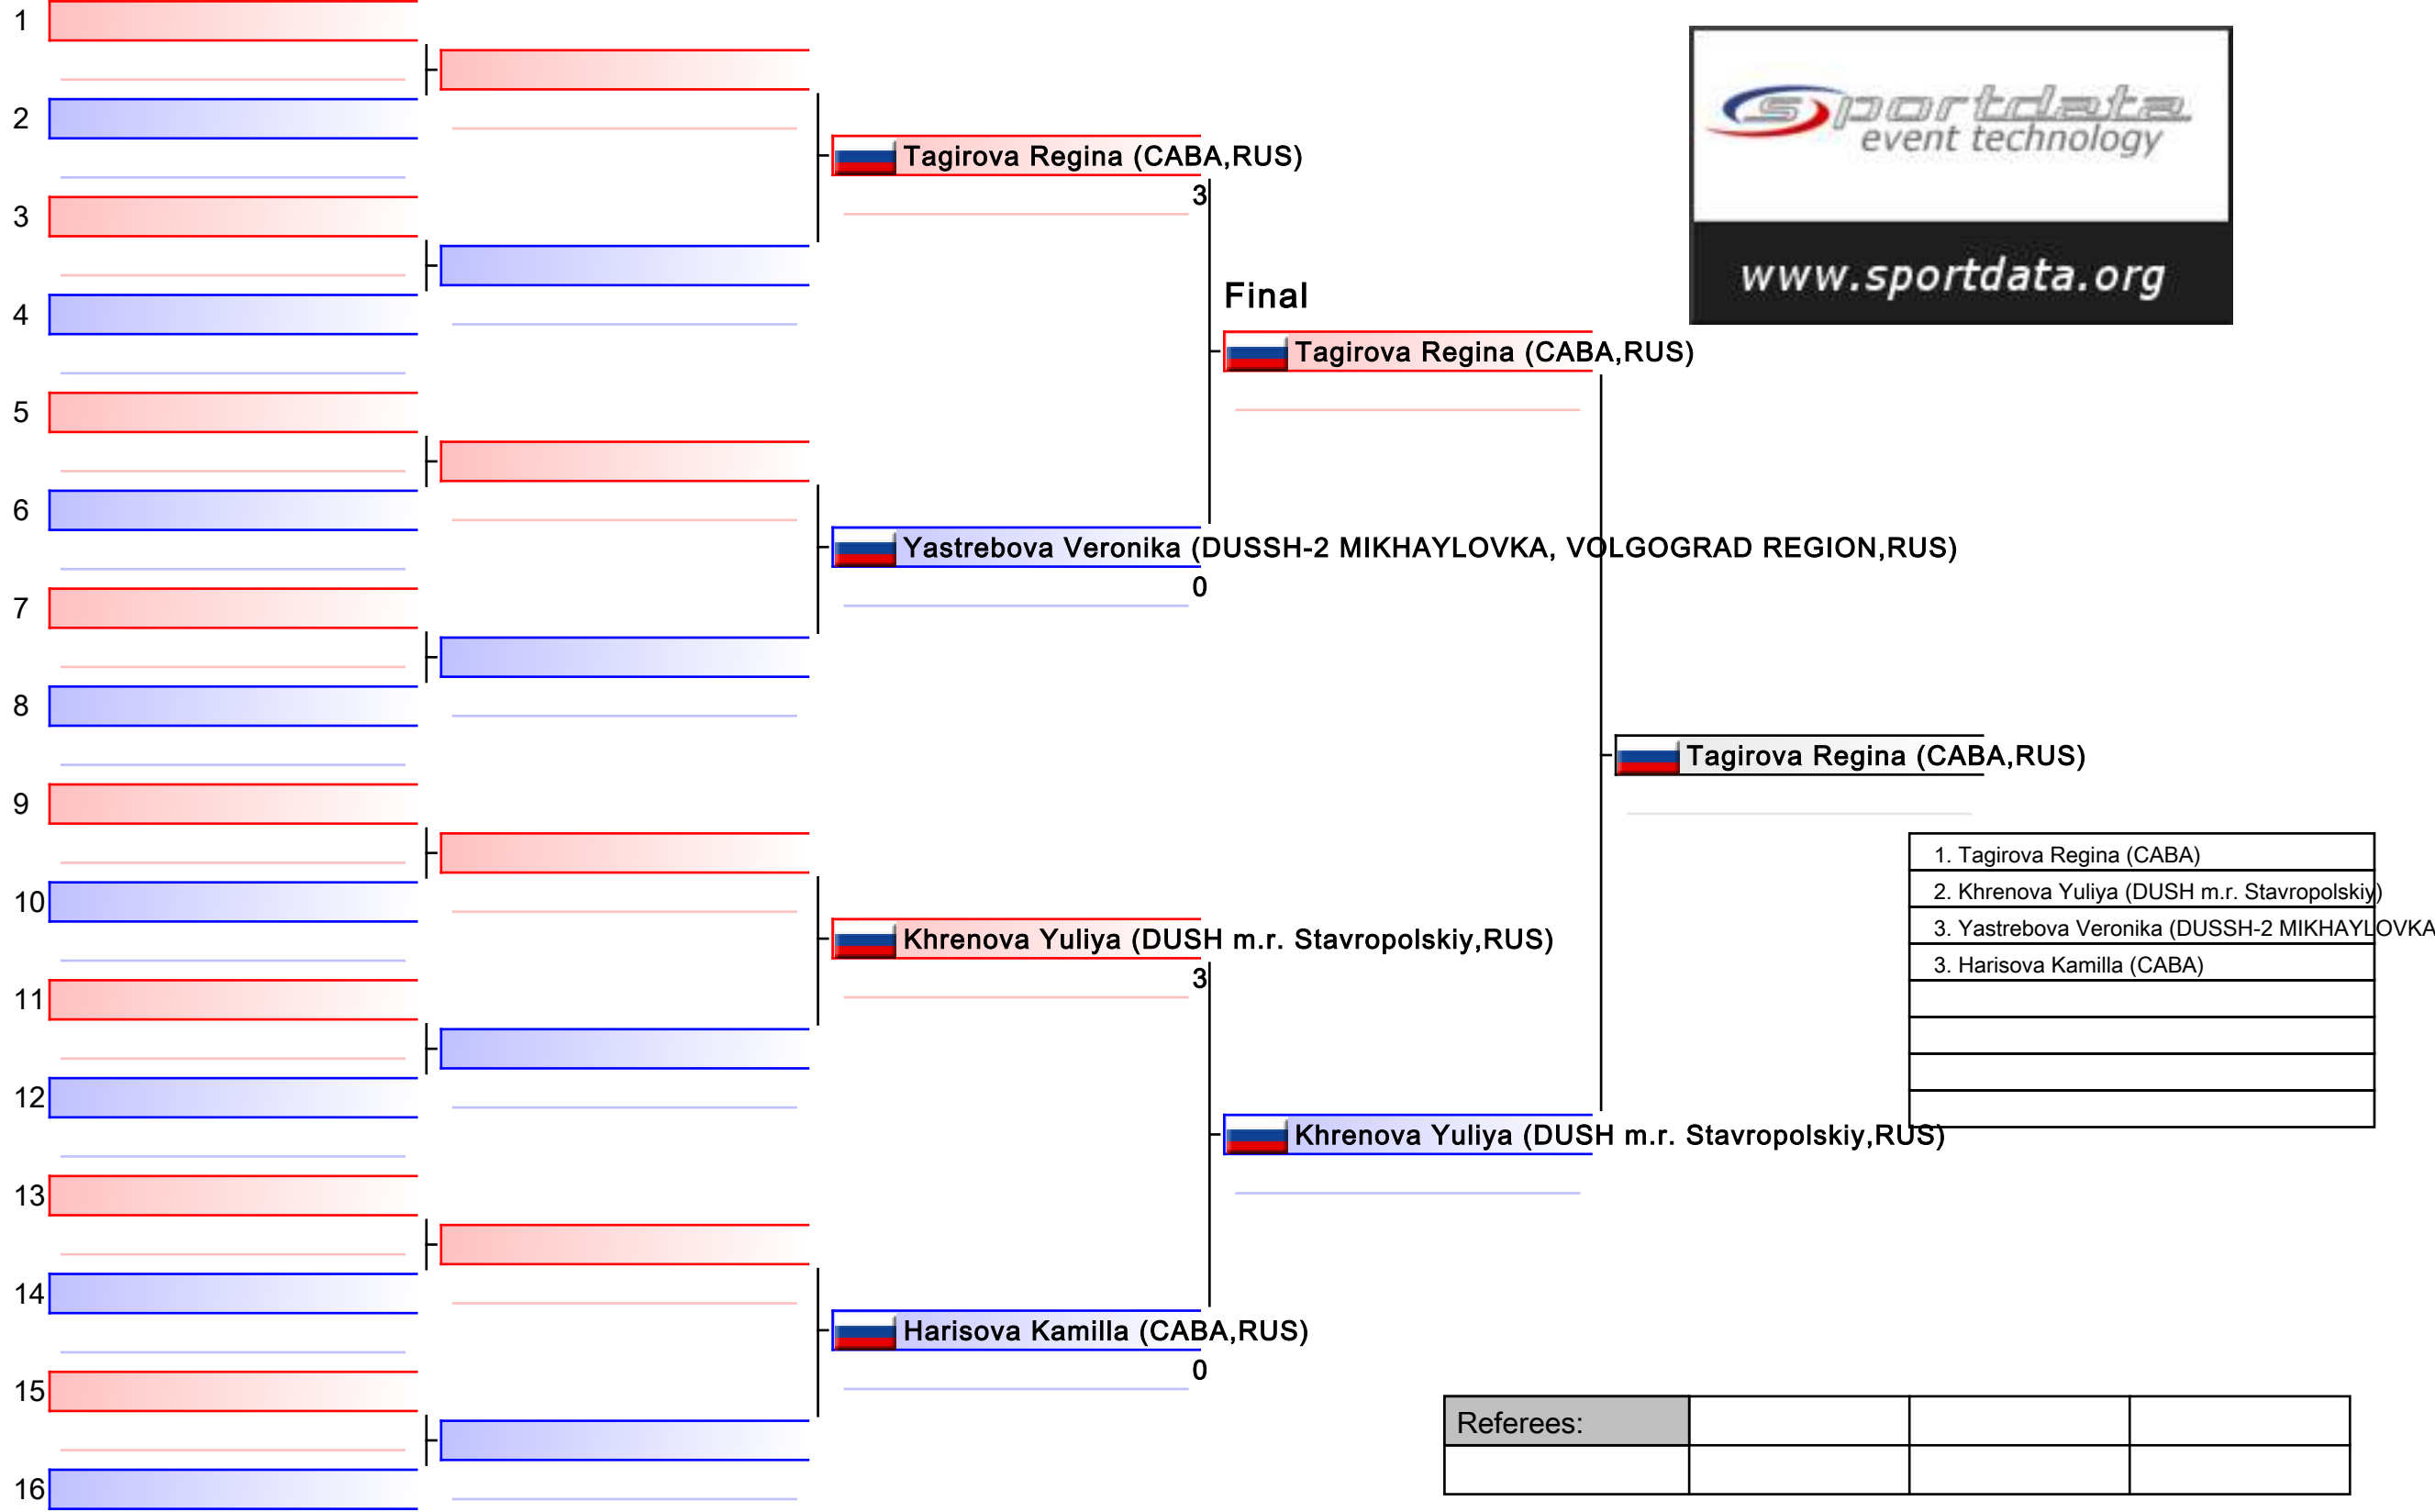 1
2
3
4
5
6
7
8
9
10
11
12
13
14
15
16
Tagirova Regina (CABA,RUS)
3
Yastrebova Veronika (DUSSH-2 MIKHAYLOVKA, VOLGOGRAD REGION,RUS)
0
Khrenova Yuliya (DUSH m.r. Stavropolskiy,RUS)
3
Harisova Kamilla (CABA,RUS)
0
Final
Tagirova Regina (CABA,RUS)
Khrenova Yuliya (DUSH m.r. Stavropolskiy,RUS)
Tagirova Regina (CABA,RUS)
sportdata
event technology
www.sportdata.org
1. Tagirova Regina (CABA)
2. Khrenova Yuliya (DUSH m.r. Stavropolskiy)
3. Yastrebova Veronika (DUSSH-2 MIKHAYLOVKA
3. Harisova Kamilla (CABA)
Referees: